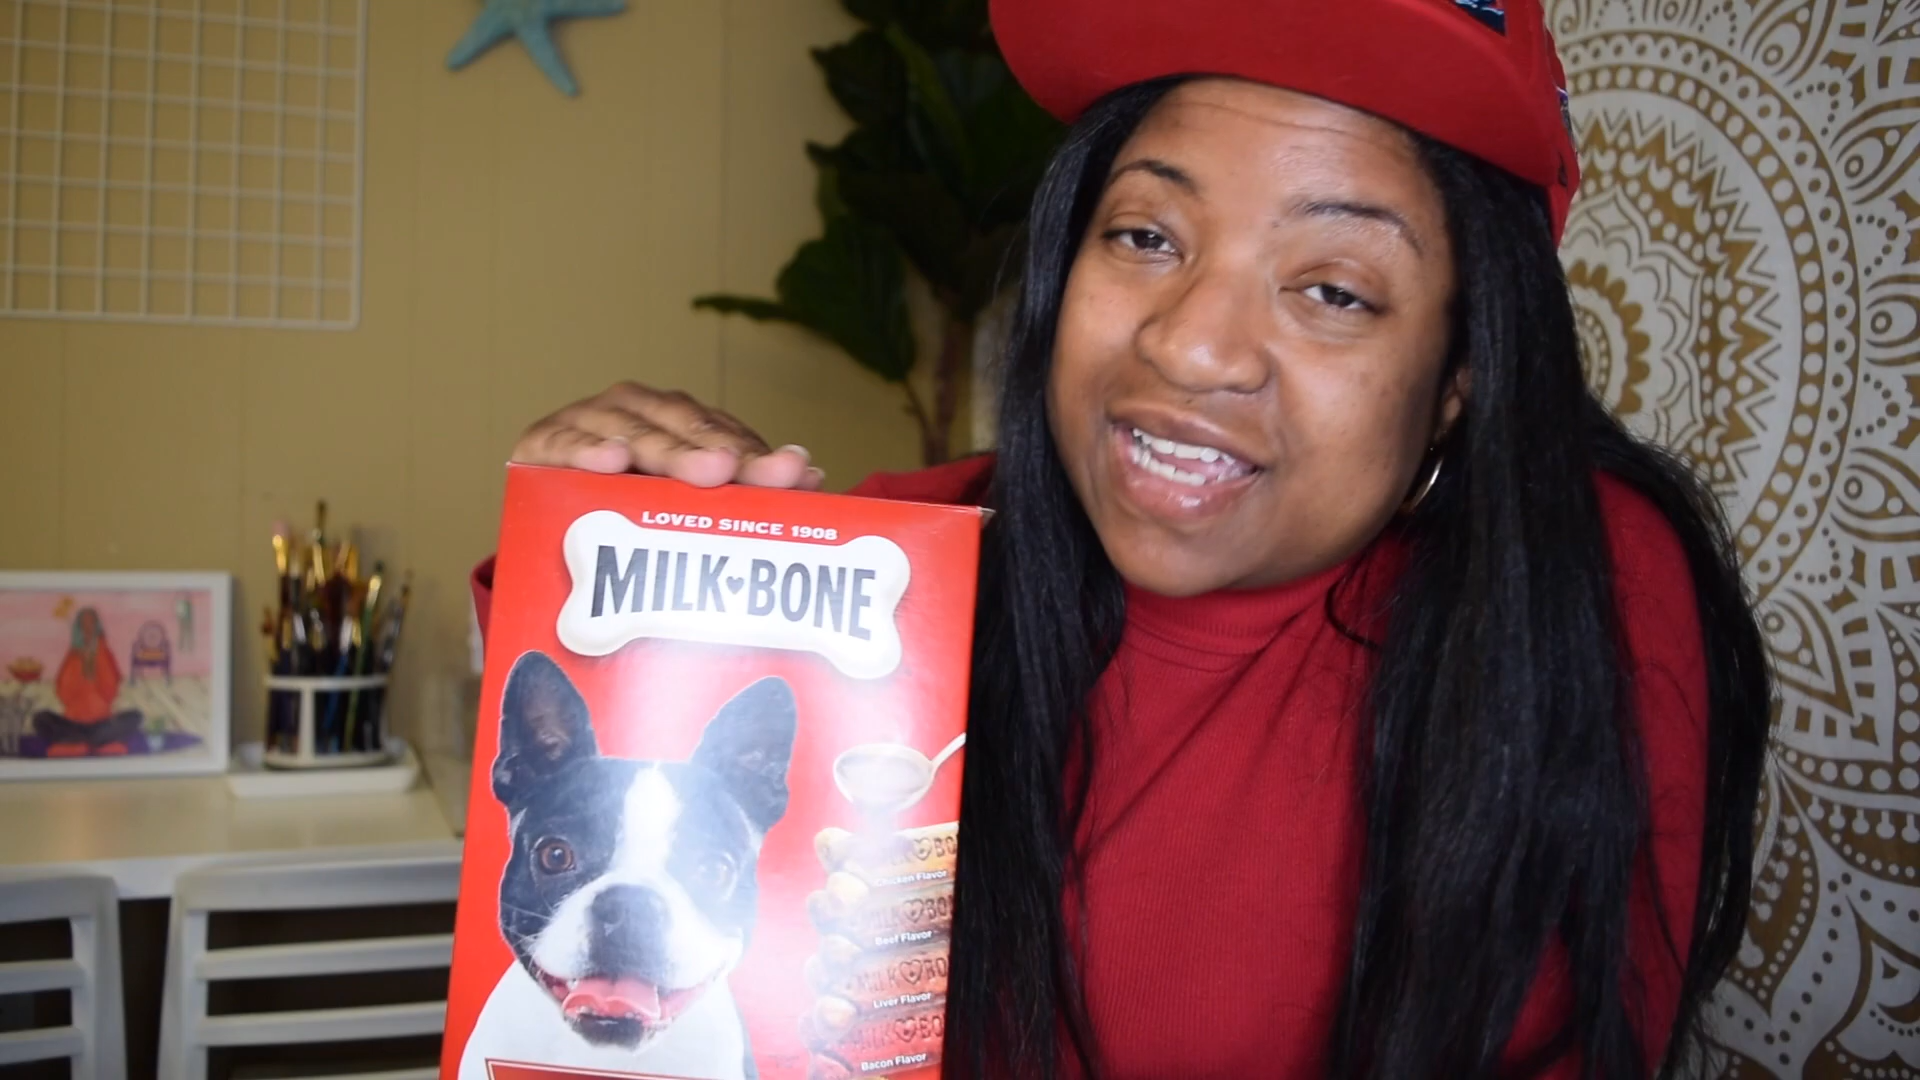 LOVED SINCE 1908
MILK-BONE
Chicken Flavor
Beef Flavor
Liver Flavor
Bacon Flavor